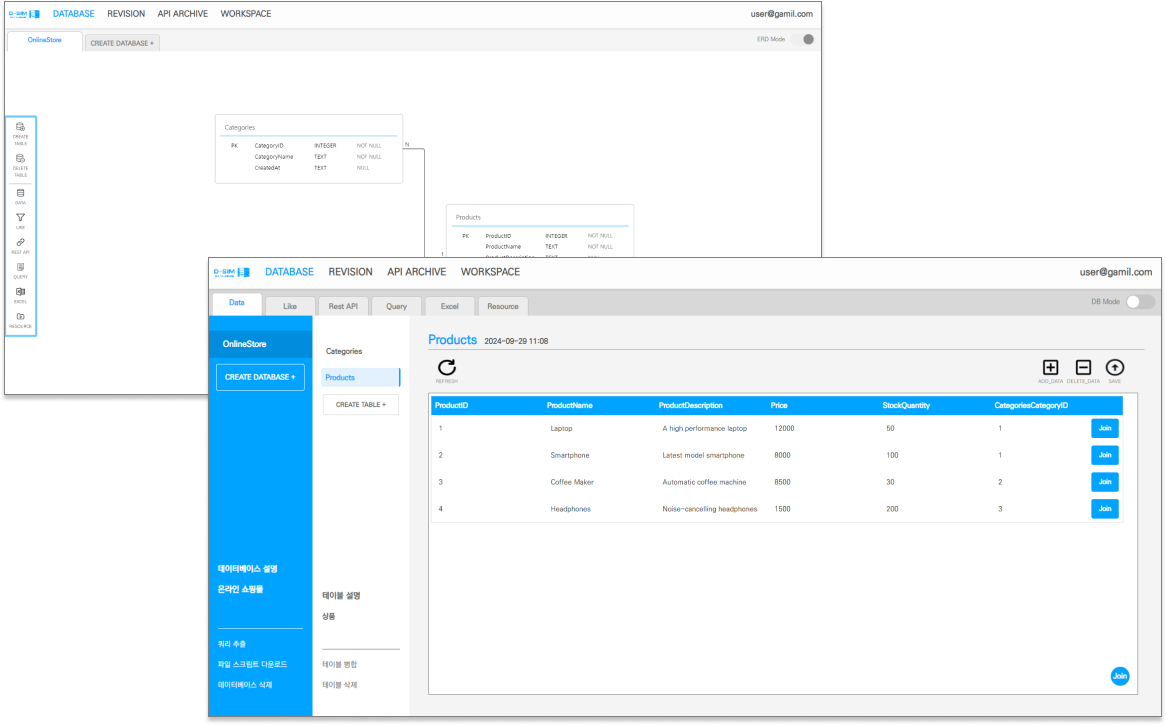 D-SIM DATABASE REVISION API ARCHIVE WORKSPACE user@gamil.com
OnlineStore CREATE DATABASE + ERD Mode
CREATE TABLE
DELETE TABLE
DATA
LIKE
REST API
QUERY
EXCEL
RESOURCE
Categories
PK CategoryID INTEGER NOT NULL
CategoryName TEXT NOT NULL
CreatedAt TEXT NULL
N
Products
PK ProductID INTEGER NOT NULL
ProductName TEXT NOT NULL
1
D-SIM DATABASE REVISION API ARCHIVE WORKSPACE user@gamil.com
Data Like Rest API Query Excel Resource DB Mode
OnlineStore
CREATE DATABASE +
데이터베이스 설명
온라인 쇼핑몰
쿼리 추출
파일 스크립트 다운로드
데이터베이스 삭제
Categories
Products
CREATE TABLE +
테이블 설명
상품
테이블 병합
테이블 삭제
Products 2024-09-29 11:08
REFRESH ADD_DATA DELETE_DATA SAVE
ProductID ProductName ProductDescription Price StockQuantity CategoriesCategoryID
1 Laptop A high performance laptop 12000 50 1 Join
2 Smartphone Latest model smartphone 8000 100 1 Join
3 Coffee Maker Automatic coffee machine 8500 30 2 Join
4 Headphones Noise-cancelling headphones 1500 200 3 Join
Join